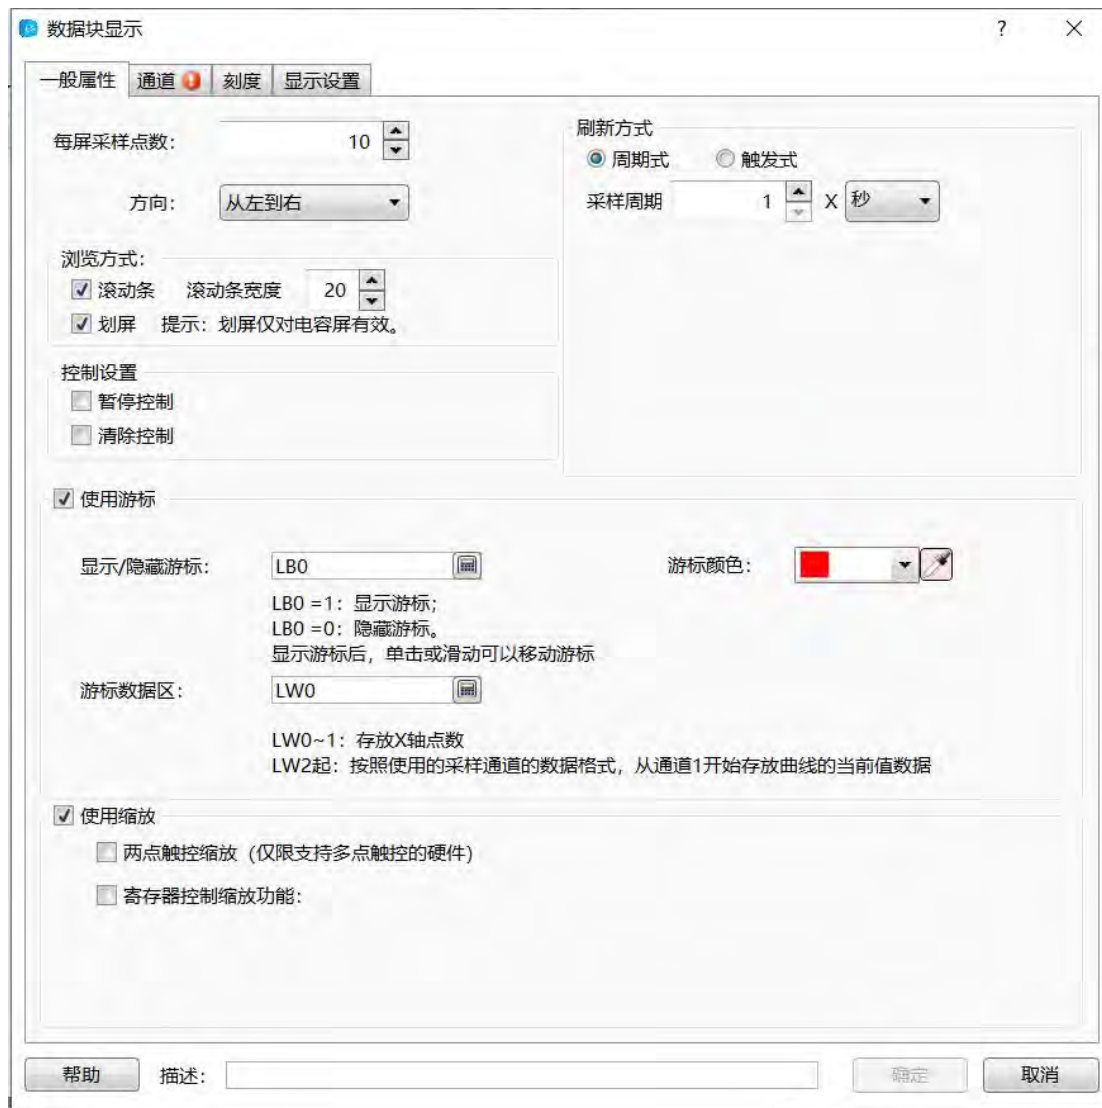 数据块显示
?
一般属性 通道 刻度 显示设置
每屏采样点数： 10
方向： 从左到右
浏览方式：
滚动条 滚动条宽度 20
划屏 提示：划屏仅对电容屏有效。
控制设置
暂停控制
清除控制
刷新方式
周期式 触发式
采样周期 1 X 秒
使用游标
显示/隐藏游标： LB0 游标颜色：
LB0 =1：显示游标；
LB0 =0：隐藏游标。
显示游标后，单击或滑动可以移动游标
游标数据区： LW0
LW0~1：存放X轴点数
LW2起：按照使用的采样通道的数据格式，从通道1开始存放曲线的当前值数据
使用缩放
两点触控缩放（仅限支持多点触控的硬件）
寄存器控制缩放功能：
帮助 描述： 确定 取消